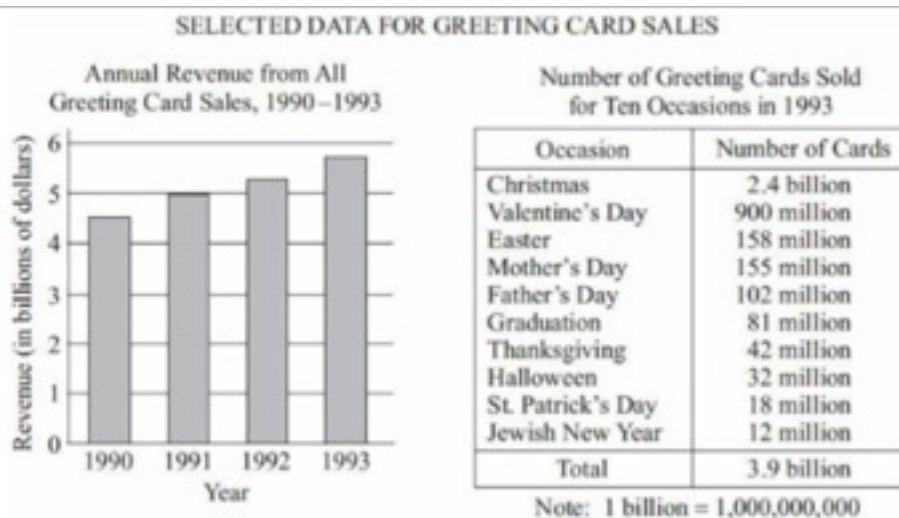 SELECTED DATA FOR GREETING CARD SALES
Annual Revenue from All
Greeting Card Sales, 1990–1993
Revenue (in billions of dollars)
6
5
4
3
2
1
0
1990 1991 1992 1993
Year
Number of Greeting Cards Sold
for Ten Occasions in 1993
Occasion Number of Cards
Christmas 2.4 billion
Valentine's Day 900 million
Easter 158 million
Mother's Day 155 million
Father's Day 102 million
Graduation 81 million
Thanksgiving 42 million
Halloween 32 million
St. Patrick's Day 18 million
Jewish New Year 12 million
Total 3.9 billion
Note: 1 billion = 1,000,000,000